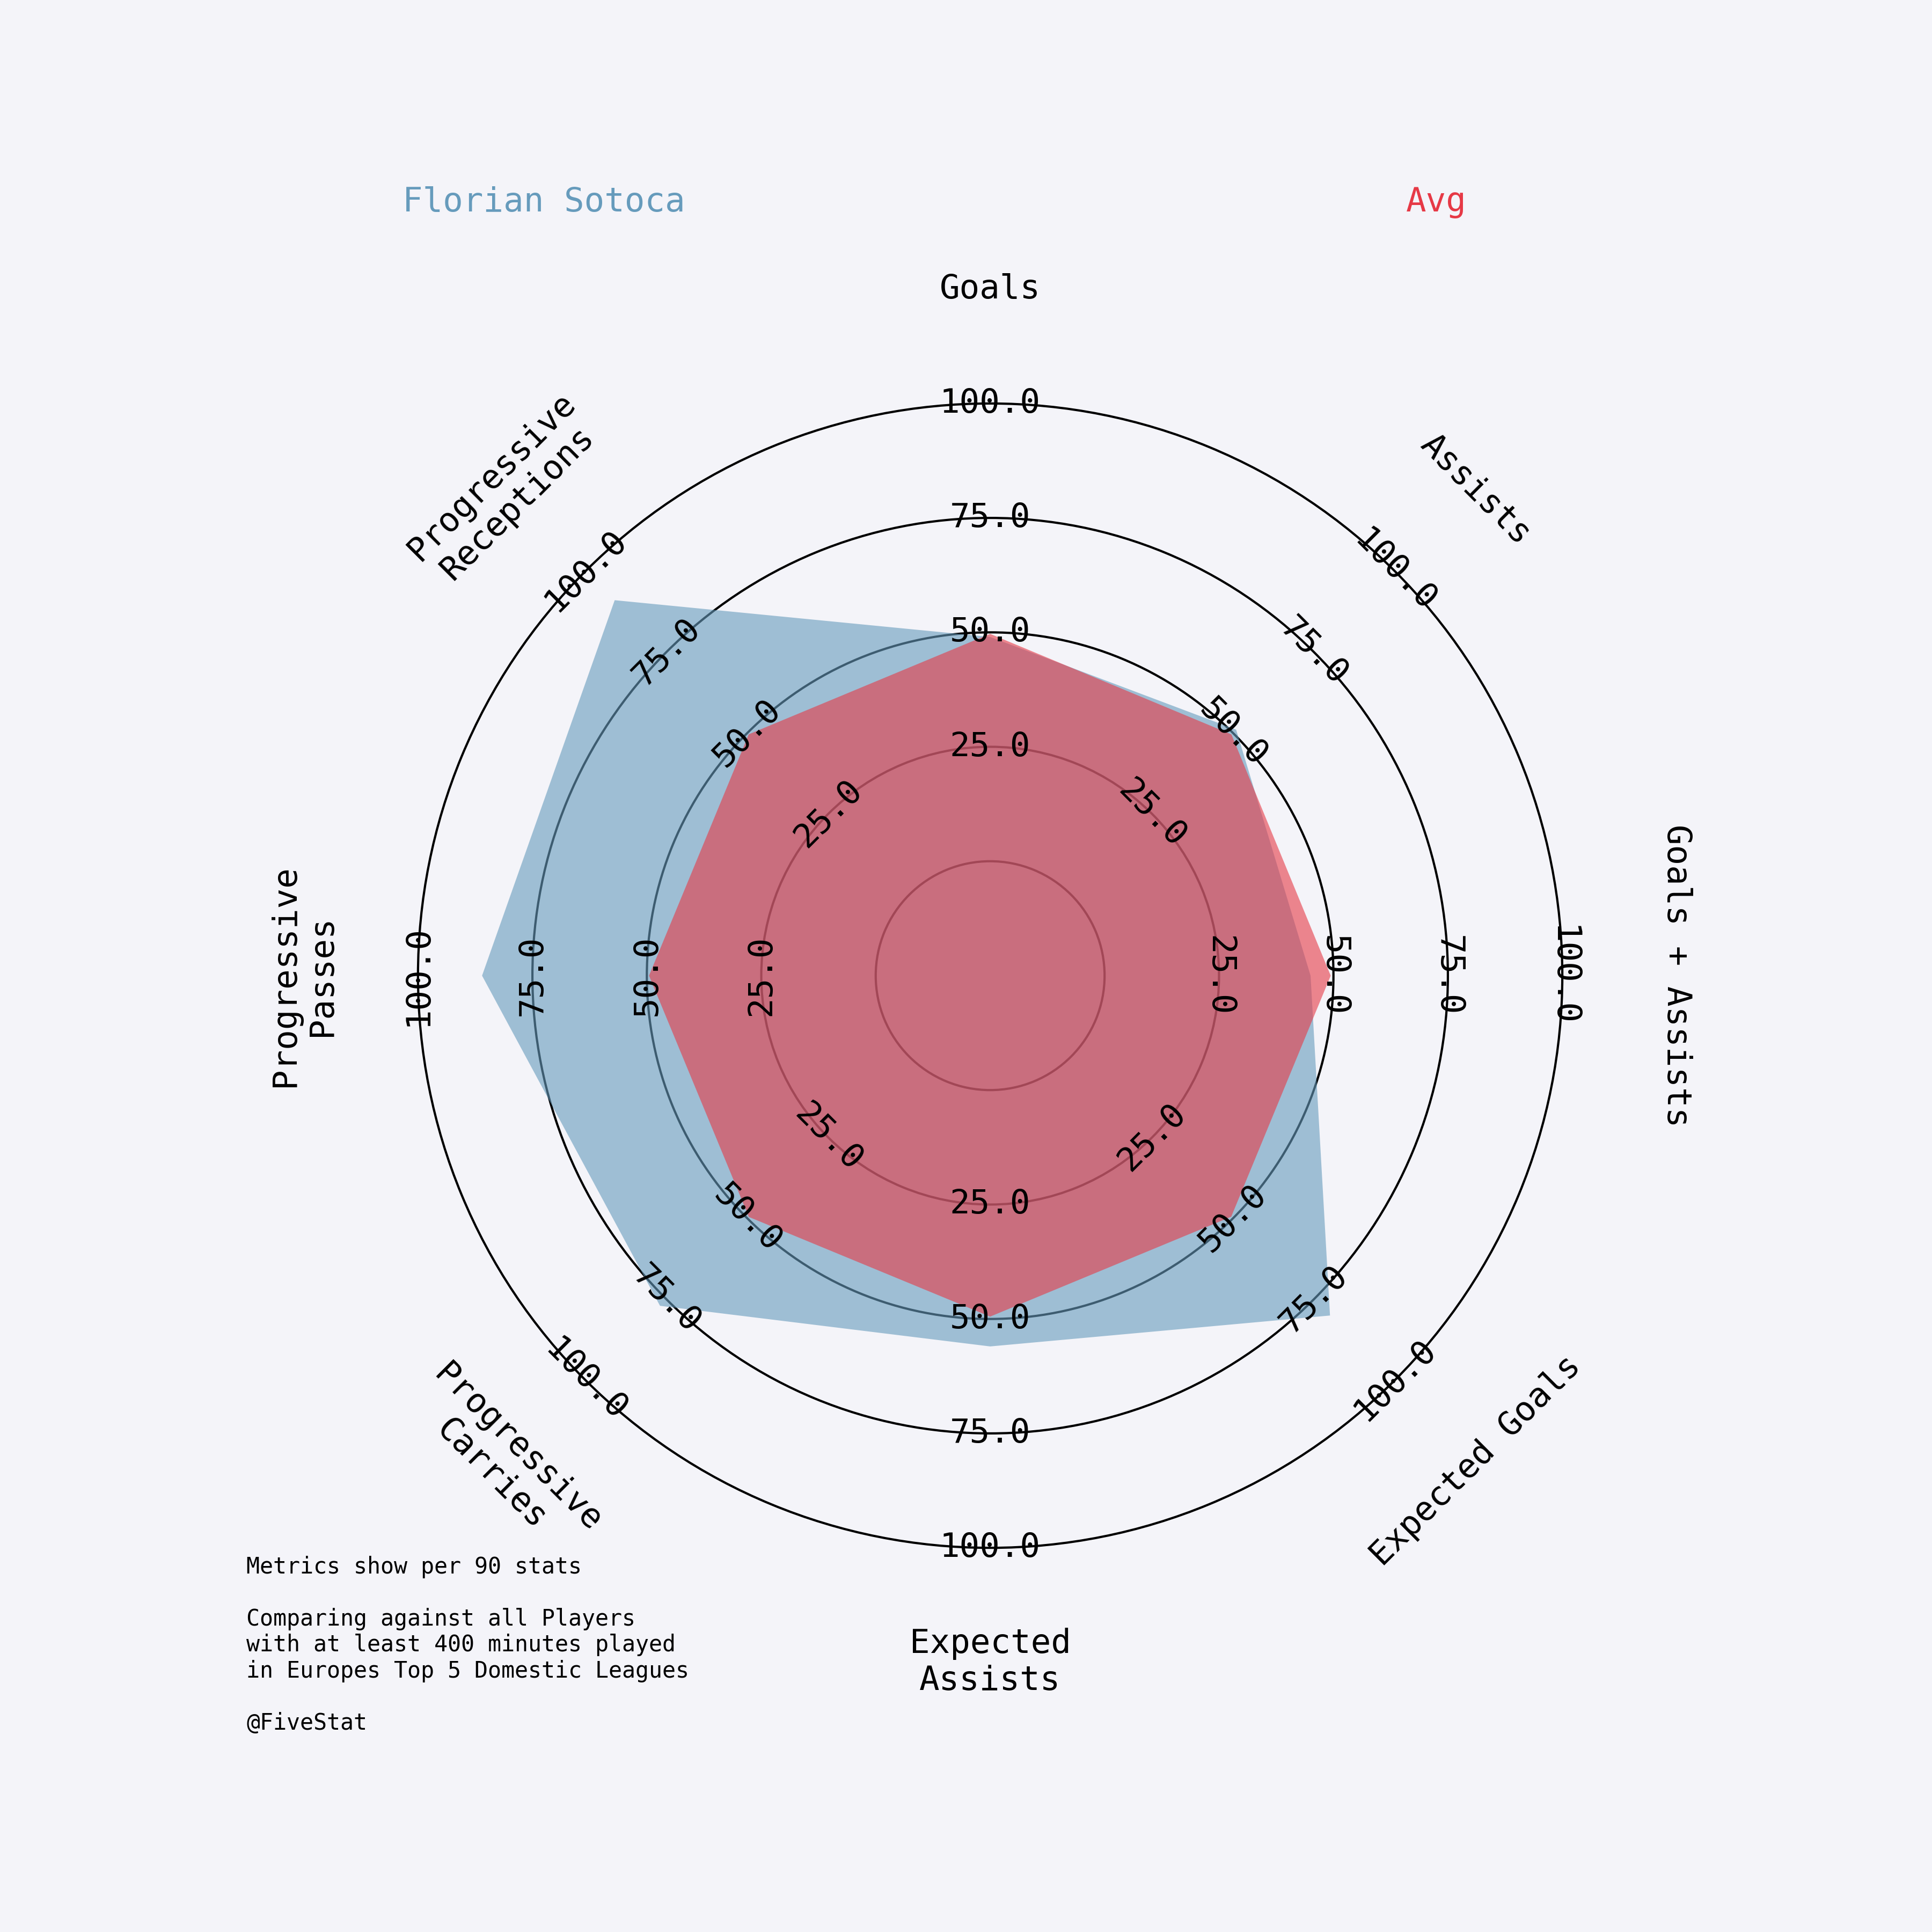 Florian Sotoca
Avg
Goals
Assists
Goals + Assists
Expected Goals
Expected
Assists
Progressive
Carries
Progressive
Passes
Progressive
Receptions
25.0
50.0
75.0
100.0
25.0
50.0
75.0
100.0
25.0
50.0
75.0
100.0
25.0
50.0
75.0
100.0
25.0
50.0
75.0
100.0
25.0
50.0
75.0
100.0
25.0
50.0
75.0
100.0
25.0
50.0
75.0
100.0
Metrics show per 90 stats
Comparing against all Players
with at least 400 minutes played
in Europes Top 5 Domestic Leagues
@FiveStat